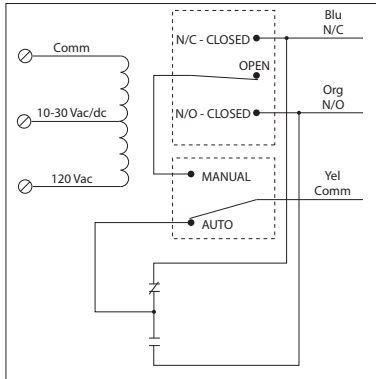 Comm
10-30 Vac/dc
120 Vac
N/C - CLOSED
OPEN
N/O - CLOSED
MANUAL
AUTO
Blu
N/C
Org
N/O
Yel
Comm